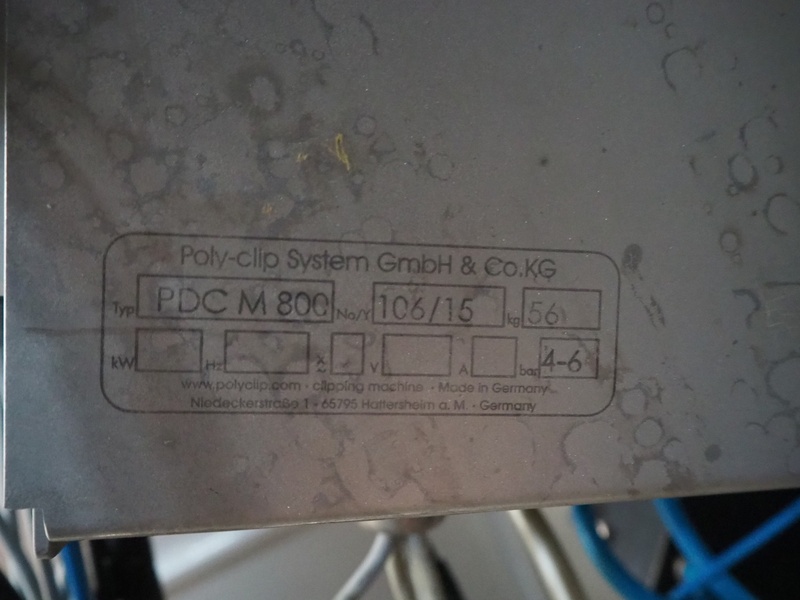 Poly-clip System GmbH & Co.KG
Typ PDC M 800 No/Y 106/15 kg 56
kW Hz V A bar 4-6
www.polyclip.com · clipping machine · Made in Germany
Niedeckerstraße 1 · 65795 Hattersheim a. M. · Germany